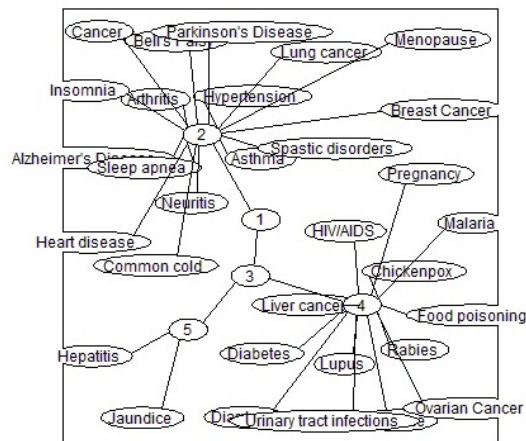 Cancer
Bell's Pals
Parkinson's Disease
Lung cancer
Menopause
Insomnia
Arthritis
Hypertension
Breast Cancer
2
Alzheimer's Disease
Sleep apnea
Asthma
Spastic disorders
Pregnancy
Neuritis
1
HIV/AIDS
Malaria
Heart disease
Common cold
3
Chickenpox
Liver cancer
4
Food poisoning
5
Hepatitis
Diabetes
Lupus
Rabies
Jaundice
Urinary tract infections
Ovarian Cancer